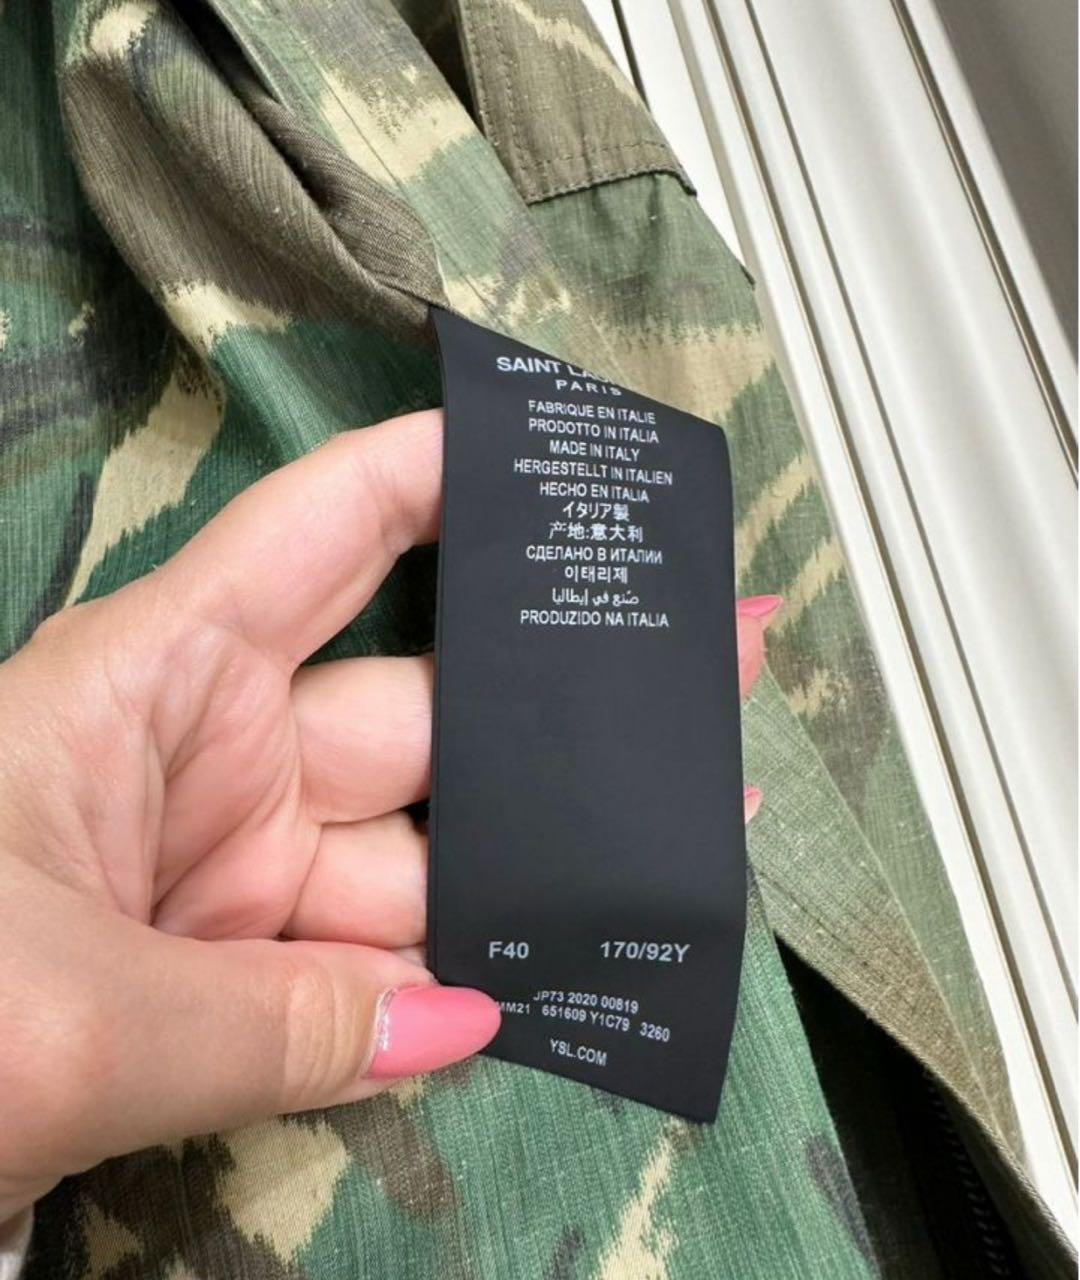 SAINT
PARIS
FABRIQUE EN ITALIE
PRODOTTO IN ITALIA
MADE IN ITALY
HERGESTELLT IN ITALIEN
HECHO EN ITALIA
イタリア製
产地:意大利
СДЕЛАНО В ИТАЛИИ
이태리제
صنع في إيطاليا
PRODUZIDO NA ITALIA
F40 170/92Y
JP73 2020 00819
MM21 651609 Y1C79 3260
YSL.COM